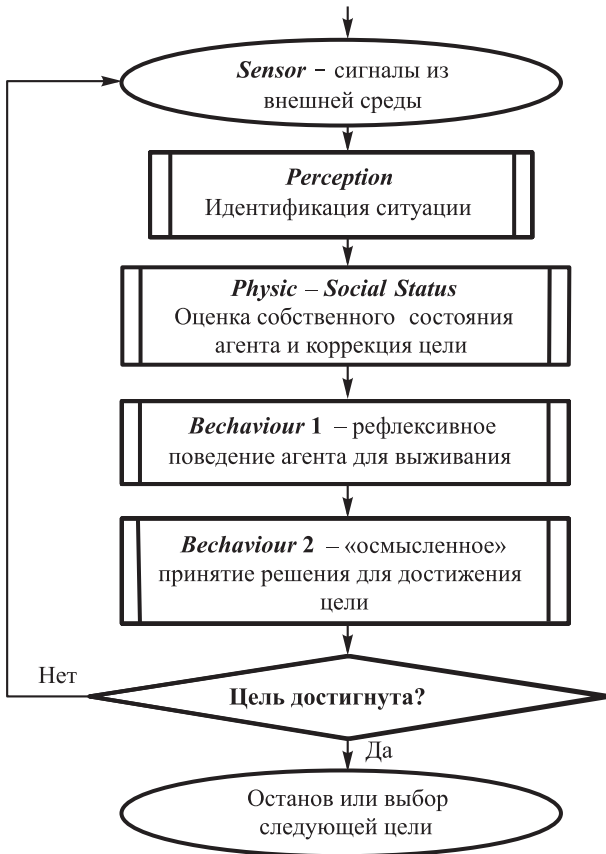 Sensor – сигналы из
внешней среды
Perception
Идентификация ситуации
Physic – Social Status
Оценка собственного состояния
агента и коррекция цели
Bechaviour 1 – рефлексивное
поведение агента для выживания
Bechaviour 2 – «осмысленное»
принятие решения для достижения
цели
Нет
Цель достигнута?
Да
Останов или выбор
следующей цели